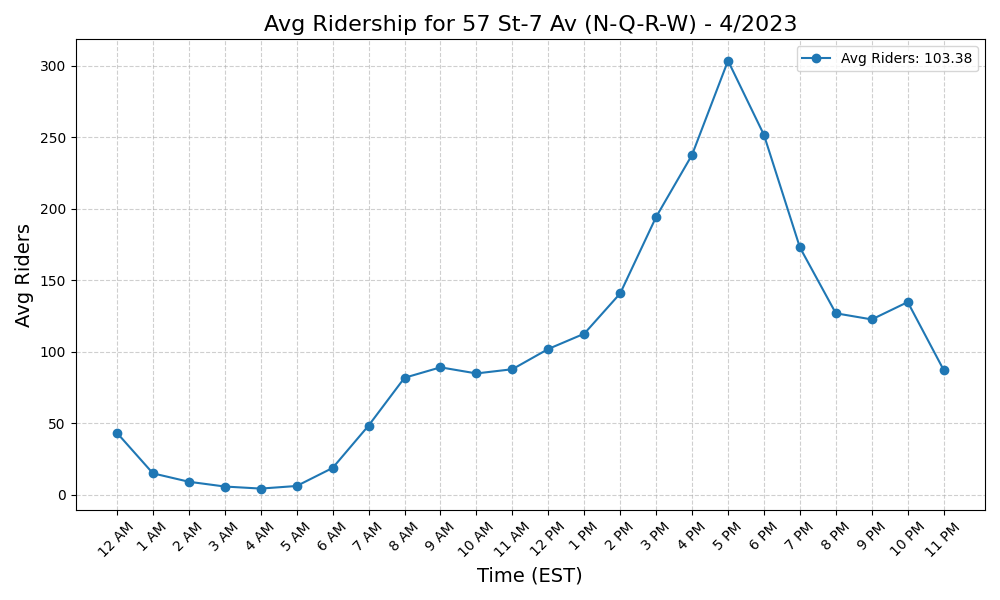 Avg Ridership for 57 St-7 Av (N-Q-R-W) - 4/2023
Avg Riders: 103.38
Avg Riders
300
250
200
150
100
50
0
12 AM
1 AM
2 AM
3 AM
4 AM
5 AM
6 AM
7 AM
8 AM
9 AM
10 AM
11 AM
12 PM
1 PM
2 PM
3 PM
4 PM
5 PM
6 PM
7 PM
8 PM
9 PM
10 PM
11 PM
Time (EST)